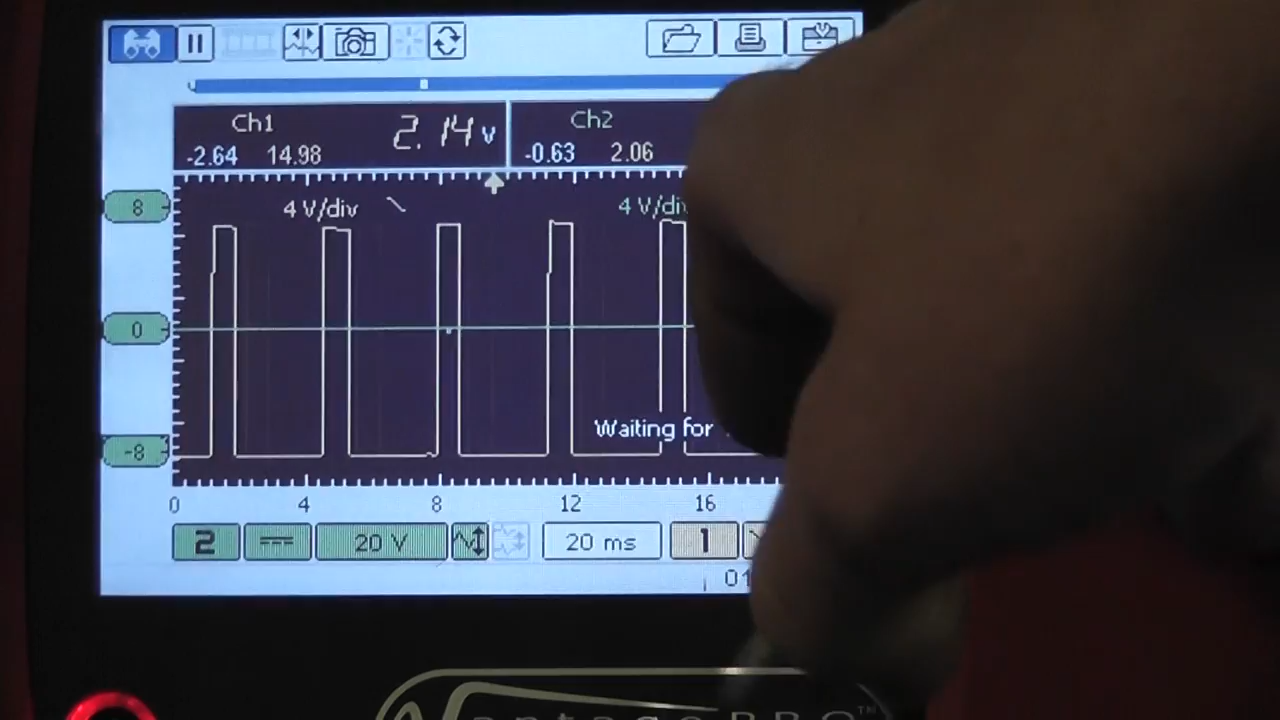 Ch1
2.14 v
-2.64 14.98
Ch2
-0.63 2.06
8
4 V/div
4 V/div
0
Waiting for
-8
0 4 8 12 16
2 20 V 20 ms 1
01